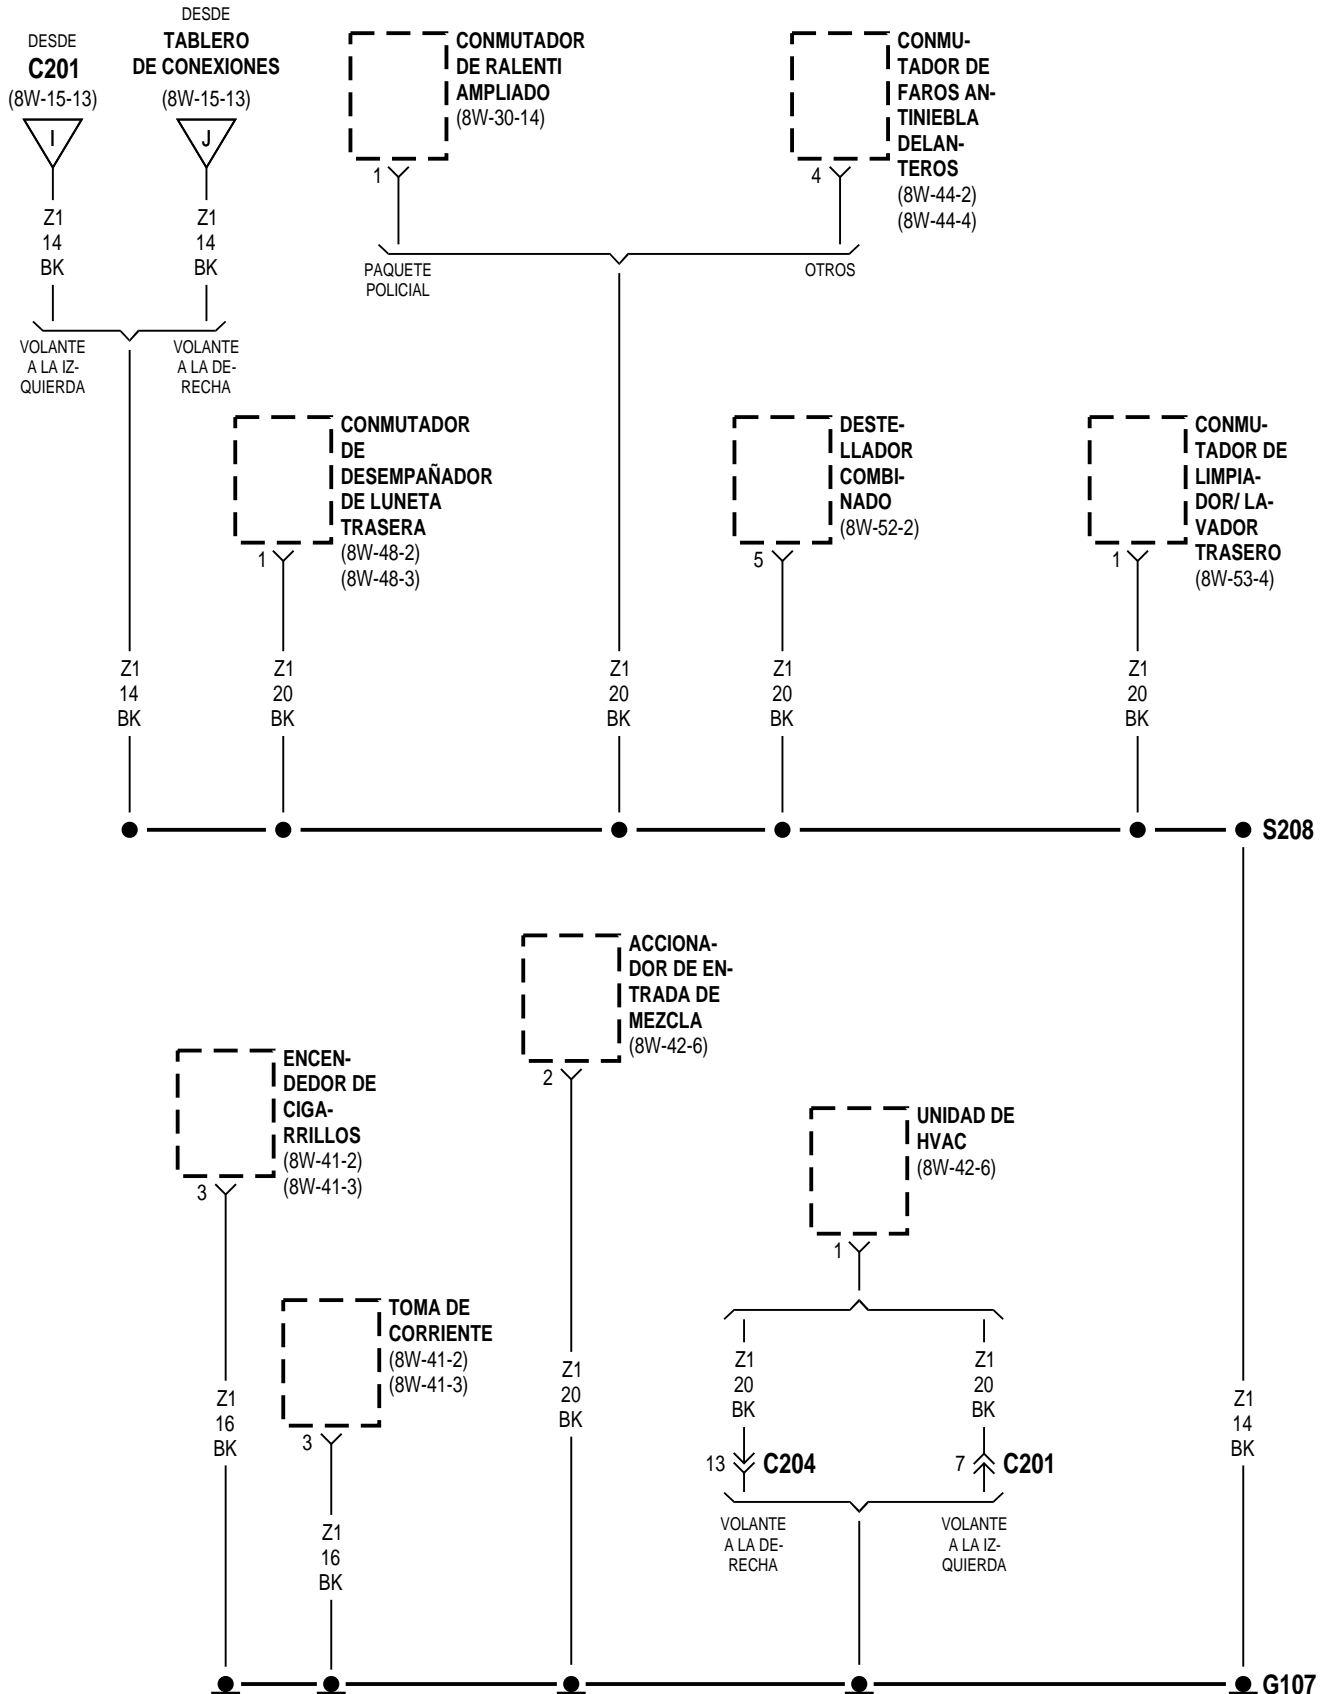 DESDE
C201
(8W-15-13)
I
DESDE
TABLERO
DE CONEXIONES
(8W-15-13)
J
CONMUTADOR
DE RALENTI
AMPLIADO
(8W-30-14)
1
CONMU-
TADOR DE
FAROS AN-
TINIEBLA
DELAN-
TEROS
(8W-44-2)
(8W-44-4)
4
Z1
14
BK
Z1
14
BK
PAQUETE
POLICIAL
OTROS
VOLANTE
A LA IZ-
QUIERDA
VOLANTE
A LA DE-
RECHA
CONMUTADOR
DE
DESEMPAÑADOR
DE LUNETA
TRASERA
(8W-48-2)
(8W-48-3)
1
DESTE-
LLADOR
COMBI-
NADO
(8W-52-2)
5
CONMU-
TADOR DE
LIMPIA-
DOR/ LA-
VADOR
TRASERO
(8W-53-4)
1
Z1
14
BK
Z1
20
BK
Z1
20
BK
Z1
20
BK
Z1
20
BK
S208
ACCIONA-
DOR DE EN-
TRADA DE
MEZCLA
(8W-42-6)
2
ENCEN-
DEDOR DE
CIGA-
RRILLOS
(8W-41-2)
(8W-41-3)
3
UNIDAD DE
HVAC
(8W-42-6)
1
TOMA DE
CORRIENTE
(8W-41-2)
(8W-41-3)
3
Z1
16
BK
Z1
20
BK
Z1
20
BK
Z1
20
BK
Z1
14
BK
13
C204
7
C201
Z1
16
BK
VOLANTE
A LA DE-
RECHA
VOLANTE
A LA IZ-
QUIERDA
G107